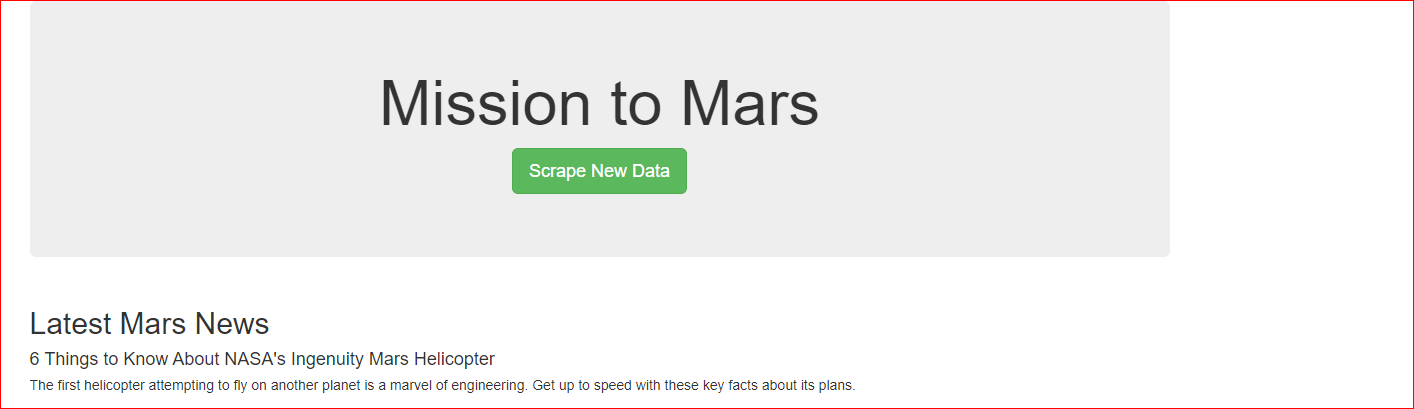 Mission to Mars
Scrape New Data
Latest Mars News
6 Things to Know About NASA's Ingenuity Mars Helicopter
The first helicopter attempting to fly on another planet is a marvel of engineering. Get up to speed with these key facts about its plans.